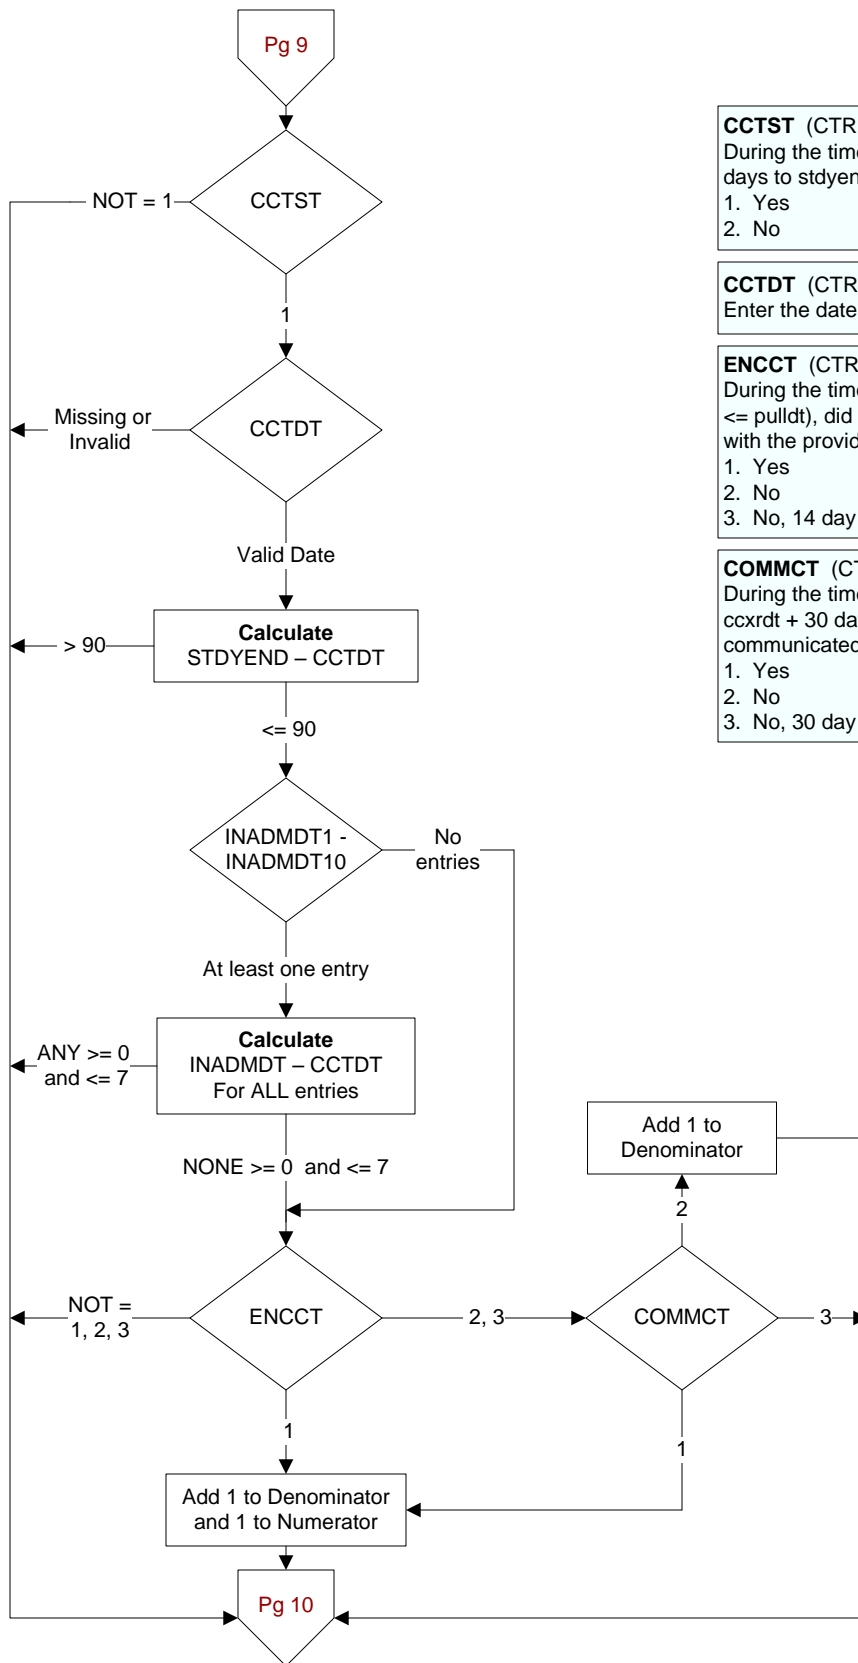 Pg 9
CCTST
NOT = 1
1
CCTDT
Missing or
Invalid
Valid Date
Calculate
STDYEND – CCTDT
> 90
<= 90
INADMDT1 -
INADMDT10
No
entries
At least one entry
Calculate
INADMDT – CCTDT
For ALL entries
ANY >= 0
and <= 7
NONE >= 0 and <= 7
ENCCT
NOT =
1, 2, 3
2, 3
COMMCT
2
3
Add 1 to
Denominator
1
1
Add 1 to Denominator
and 1 to Numerator
Pg 10
CCTST (CTR
During the time
days to stdyen
1. Yes
2. No
CCTDT (CTR
Enter the date
ENCCT (CTR
During the time
<= pulldt), did
with the provid
1. Yes
2. No
3. No, 14 day
COMMCT (CT
During the time
ccxrdt + 30 da
communicated
1. Yes
2. No
3. No, 30 day